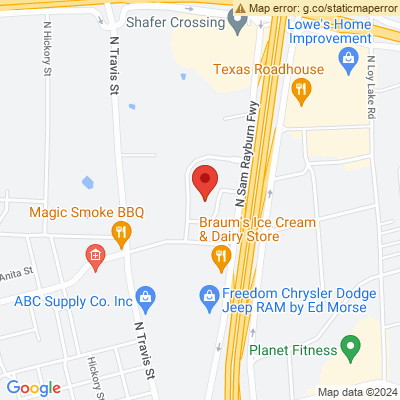 Map error: g.co/staticmaperror
Shafer Crossing
Lowe's Home
Improvement
N Hickory St
N Travis St
Texas Roadhouse
N Loy Lake Rd
N Sam Rayburn Fwy
Magic Smoke BBQ
Braum's Ice Cream
& Dairy Store
Anita St
ABC Supply Co. Inc
Freedom Chrysler Dodge
Jeep RAM by Ed Morse
N Travis St
Planet Fitness
Hickory S
Google
Map data ©2024